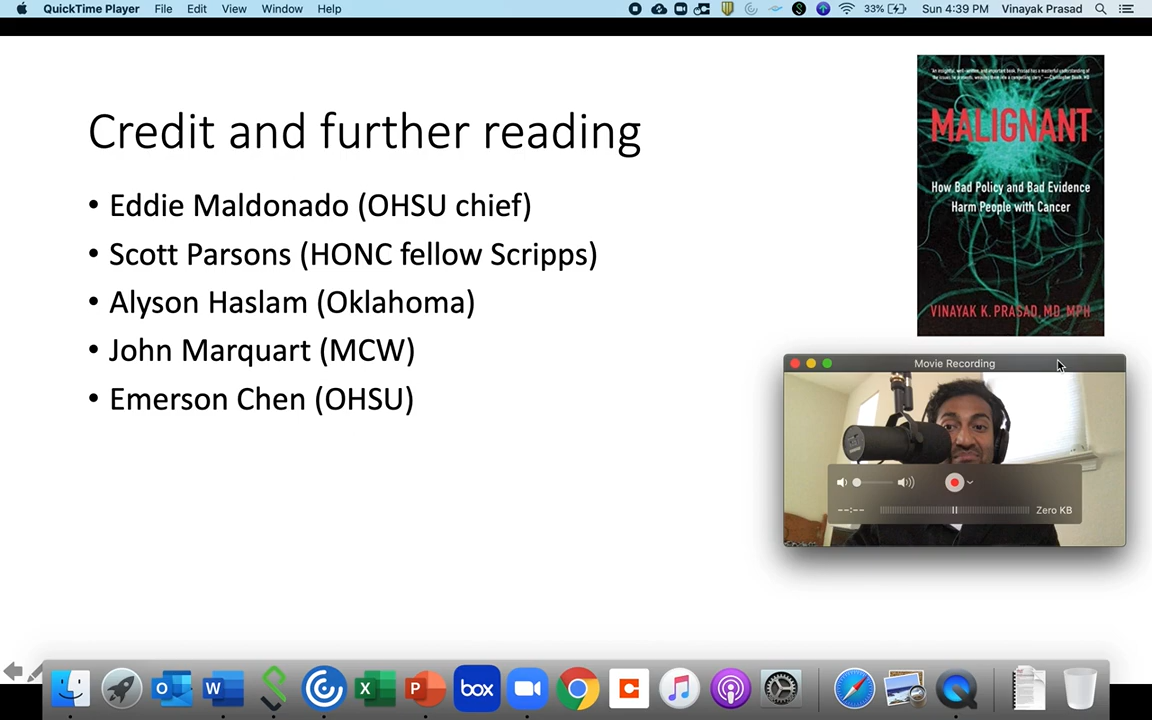 QuickTime Player File Edit View Window Help 33% Sun 4:39 PM Vinayak Prasad
Credit and further reading
• Eddie Maldonado (OHSU chief)
• Scott Parsons (HONC fellow Scripps)
• Alyson Haslam (Oklahoma)
• John Marquart (MCW)
• Emerson Chen (OHSU)
MALIGNANT
How Bad Policy and Bad Evidence
Harm People with Cancer
VINAYAK K. PRASAD, MD, MPH
Movie Recording
--:-- Zero KB
box